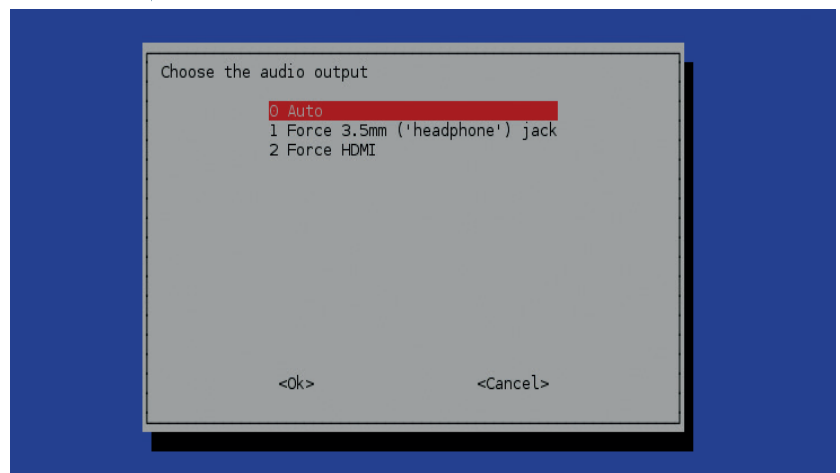 Choose the audio output
0 Auto
1 Force 3.5mm ('headphone') jack
2 Force HDMI
<Ok> <Cancel>